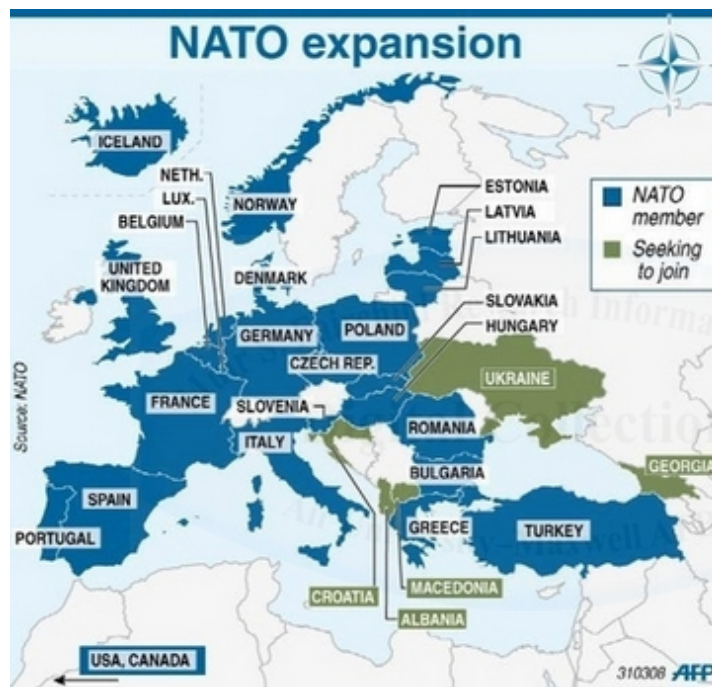 NATO expansion
ICELAND
NETH.
LUX.
BELGIUM
NORWAY
ESTONIA
LATVIA
LITHUANIA
NATO
member
Seeking
to join
UNITED
KINGDOM
DENMARK
SLOVAKIA
HUNGARY
GERMANY
POLAND
CZECH REP.
UKRAINE
FRANCE
SLOVENIA
ITALY
ROMANIA
BULGARIA
GEORGIA
SPAIN
PORTUGAL
GREECE
TURKEY
CROATIA
MACEDONIA
ALBANIA
USA, CANADA
Source: NATO
310308 AFP